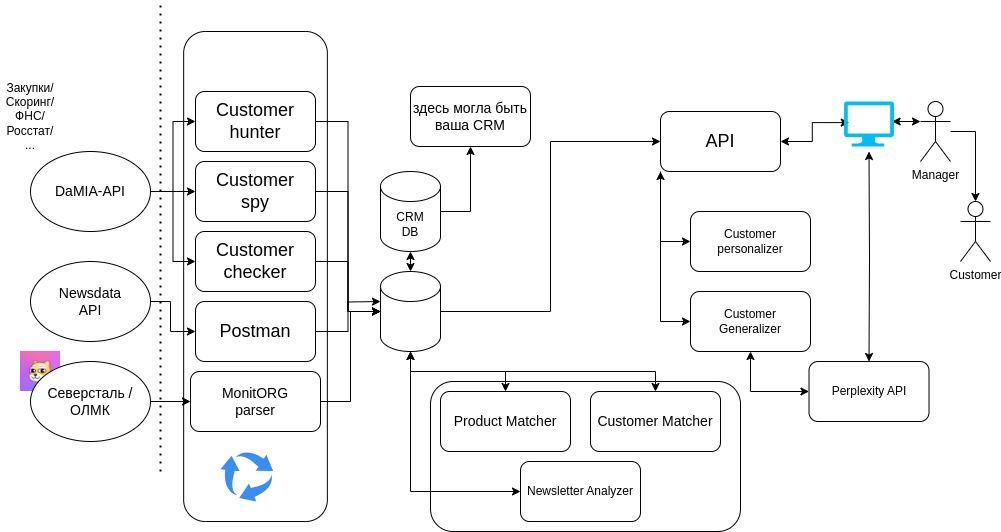 Закупки/
Скоринг/
ФНС/
Росстат/
...
DaMIA-API
Newsdata
API
Северсталь /
ОЛМК
Customer
hunter
Customer
spy
Customer
checker
Postman
MonitORG
parser
здесь могла быть
ваша CRM
CRM
DB
Product Matcher
Customer Matcher
Newsletter Analyzer
API
Customer
personalizer
Customer
Generalizer
Perplexity API
Manager
Customer